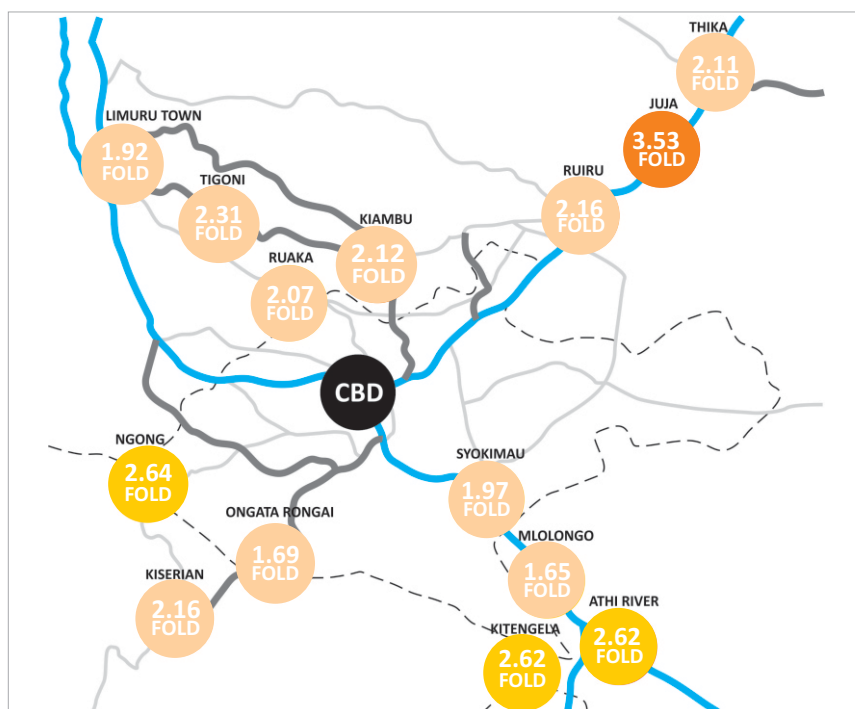 THIKA
2.11
FOLD
JUJA
3.53
FOLD
LIMURU TOWN
1.92
FOLD
TIGONI
2.31
FOLD
RUIRU
2.16
FOLD
KIAMBU
2.12
FOLD
RUAKA
2.07
FOLD
CBD
NGONG
2.64
FOLD
SYOKIMAU
1.97
FOLD
ONGATA RONGAI
1.69
FOLD
MLOLONGO
1.65
FOLD
KISERIAN
2.16
FOLD
ATHI RIVER
2.62
FOLD
KITENGELA
2.62
FOLD